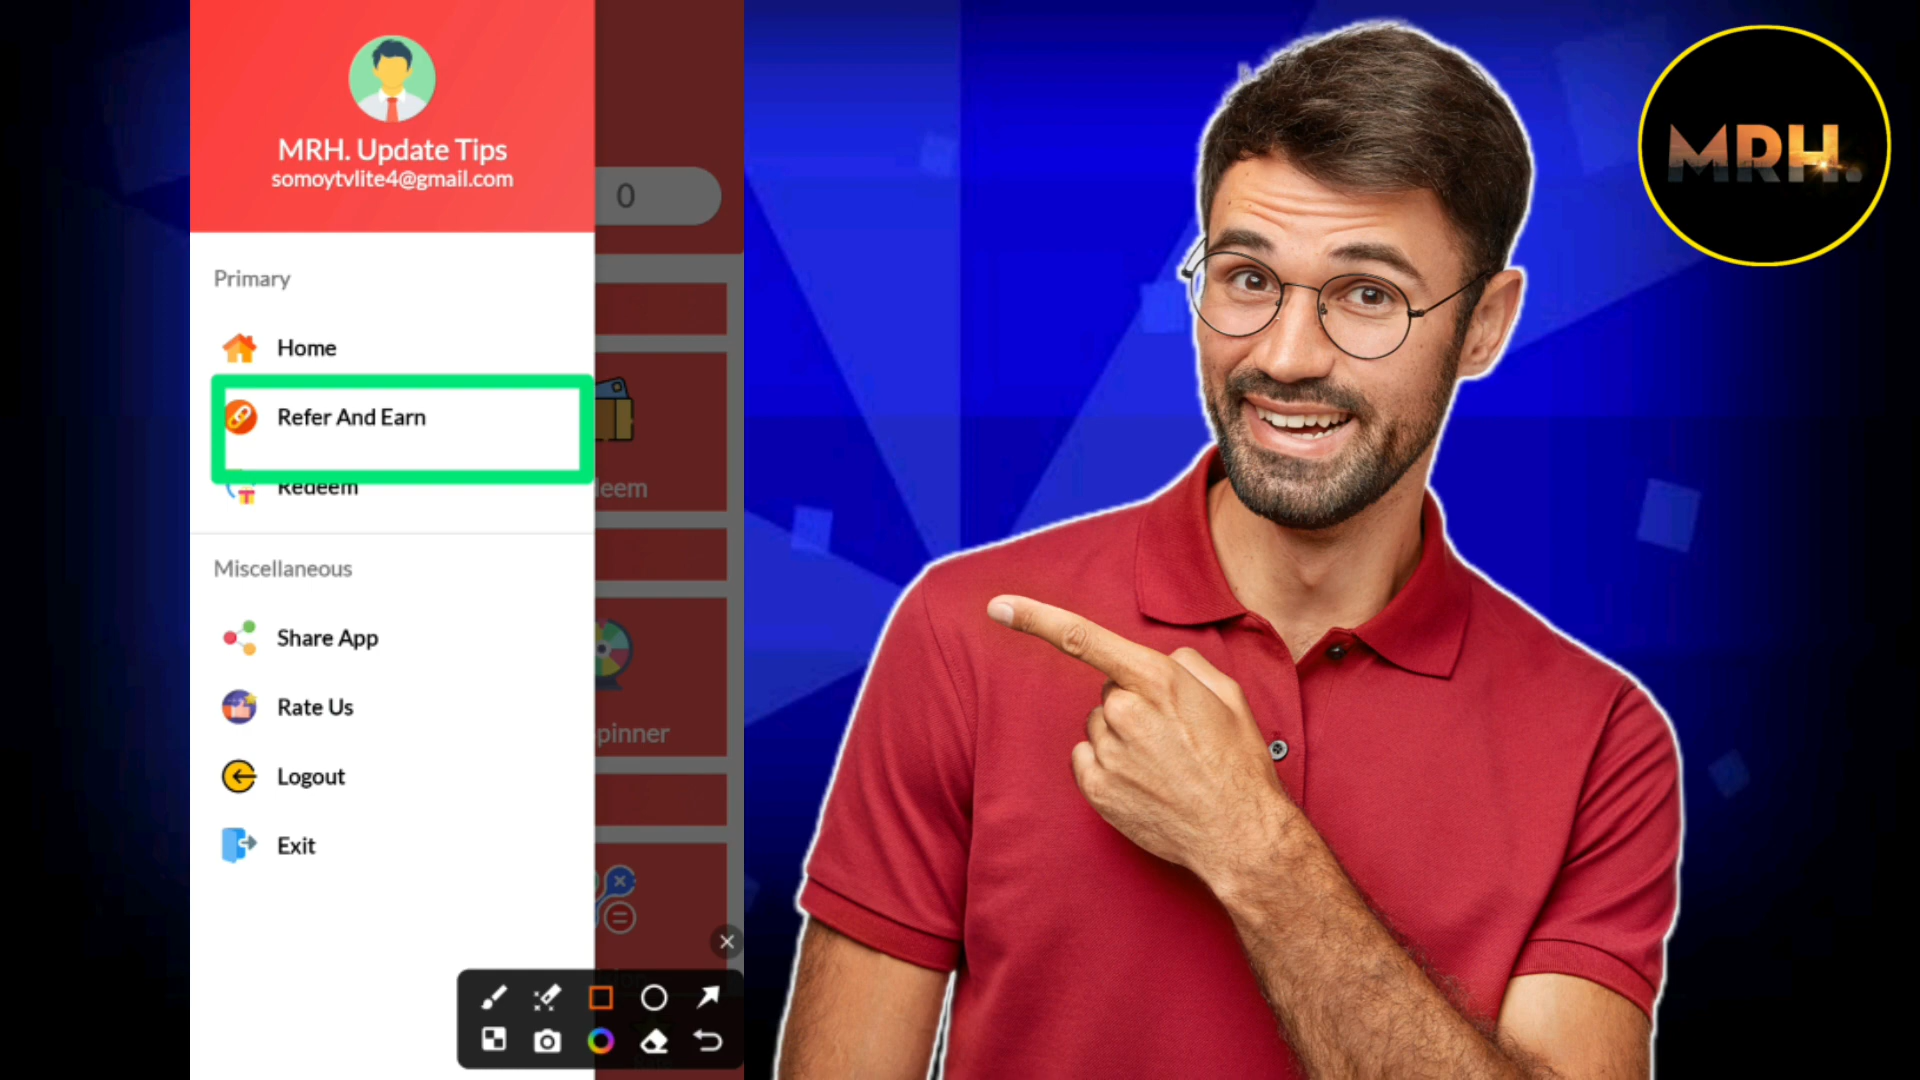 MRH. Update Tips
somoytvlite4@gmail.com
0
Primary
Home
Refer And Earn
Redeem
deem
Miscellaneous
Share App
Rate Us
pinner
Logout
Exit
MRH.